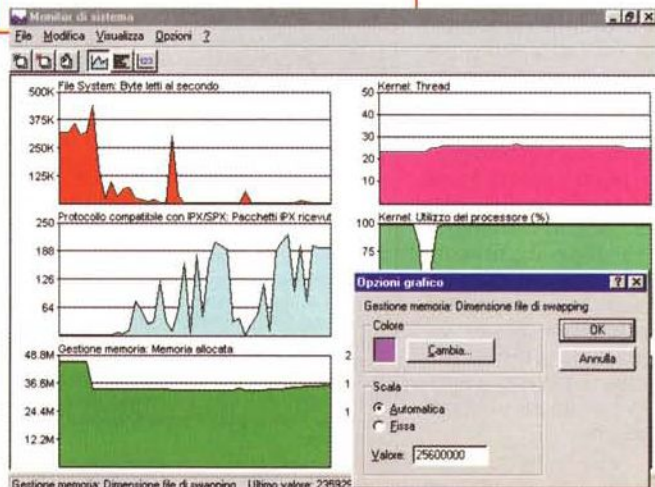 Monitor di sistema
File Modifica Visualizza Opzioni ?
File System: Byte letti al secondo
500K
375K
250K
125K
Kernel: Thread
50
40
30
20
10
Protocollo compatibile con IPX/SPX: Pacchetti IPX ricevut
250
188
126
64
Kernel: Utilizzo del processore (%)
100
75
Gestione memoria: Memoria allocata
48.8M
36.6M
24.4M
12.2M
2
1
1
Opzioni grafico
Gestione memoria: Dimensione file di swapping
Colore
Cambia...
OK
Annulla
Scala
Automatica
Fissa
Valore: 25600000
Gestione memoria: Dimensione file di swapping Ultimo valore: 235929